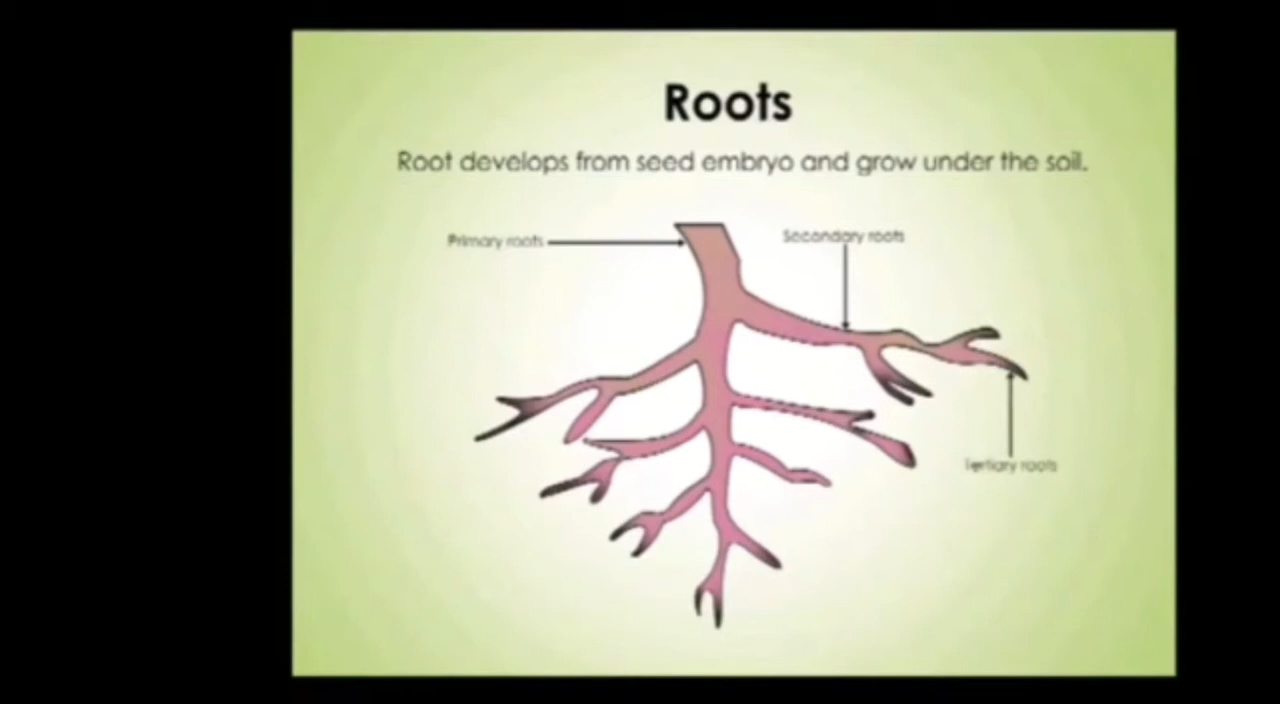 Roots
Root develops from seed embryo and grow under the soil.
Primary roots
Secondary roots
Tertiary roots